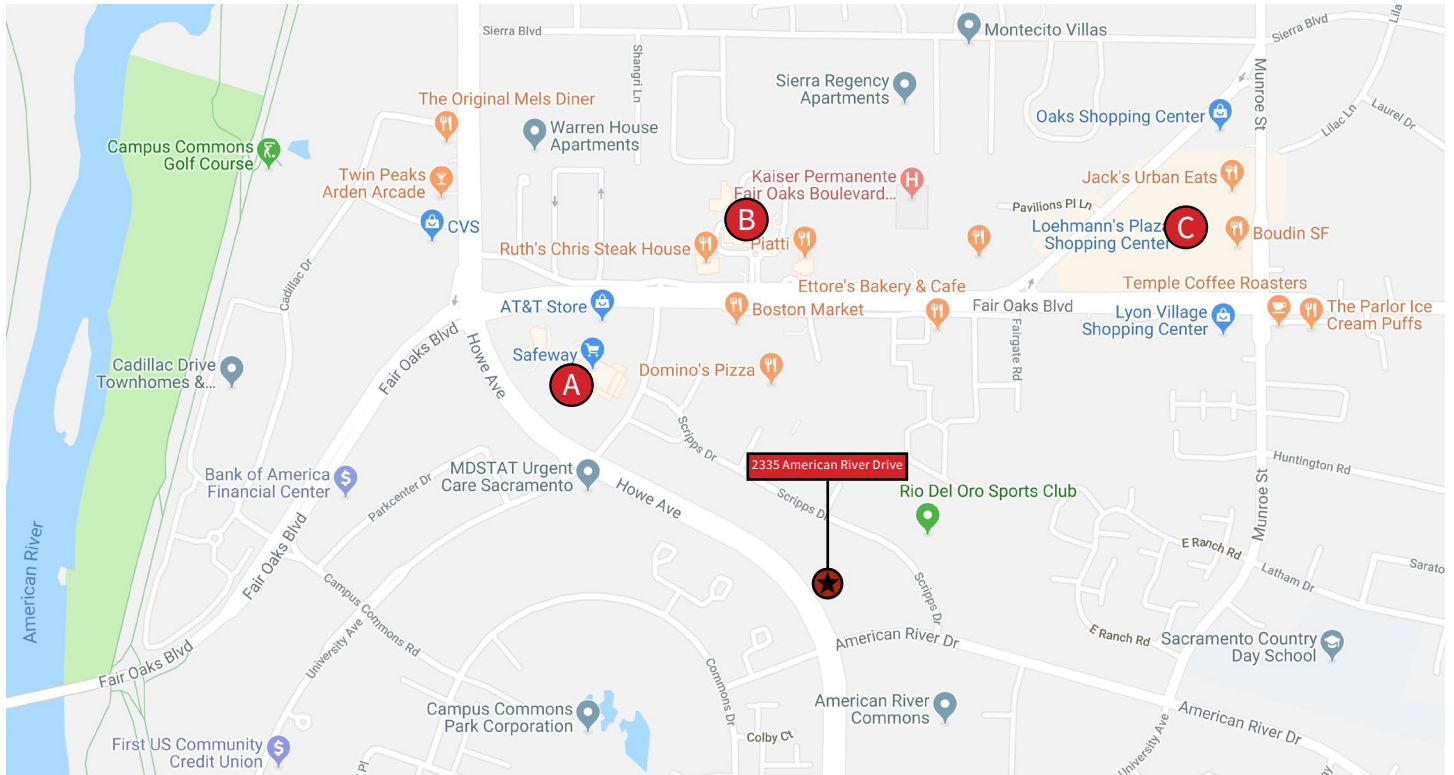 Sierra Blvd
Montecito Villas
Sierra Blvd
Lila
Shangri Ln
Munroe St
Sierra Regency
Apartments
The Original Mels Diner
Oaks Shopping Center
Laurel Dr
Lilac Ln
Warren House
Apartments
Campus Commons
Golf Course
Twin Peaks
Arden Arcade
Kaiser Permanente
Fair Oaks Boulevard...
H
Jack's Urban Eats
Pavilions Pl Ln
CVS
B
Loehmann's Plaza
Shopping Center
C
Boudin SF
Ruth's Chris Steak House
Piatti
Cadillac Dr
Ettore's Bakery & Cafe
Temple Coffee Roasters
AT&T Store
Boston Market
Fair Oaks Blvd
Lyon Village
Shopping Center
The Parlor Ice
Cream Puffs
Fair Oaks Blvd
Howe Ave
Fairgate Rd
Safeway
Cadillac Drive
Townhomes &...
A
Domino's Pizza
Scripps Dr
2335 American River Drive
MDSTAT Urgent
Care Sacramento
Huntington Rd
Bank of America
Financial Center
$
Parkcenter Dr
Howe Ave
Scripps Dr
Rio Del Oro Sports Club
Munroe St
American River
Fair Oaks Blvd
E Ranch Rd
Latham Dr
Sarato
Campus Commons Rd
University Ave
Scripps Dr
American River Dr
E Ranch Rd
Sacramento Country
Day School
Fair Oaks Blvd
Commons Dr
American River
Commons
Campus Commons
Park Corporation
American River Dr
Colby Ct
University Ave
First US Community
Credit Union
$
Pl